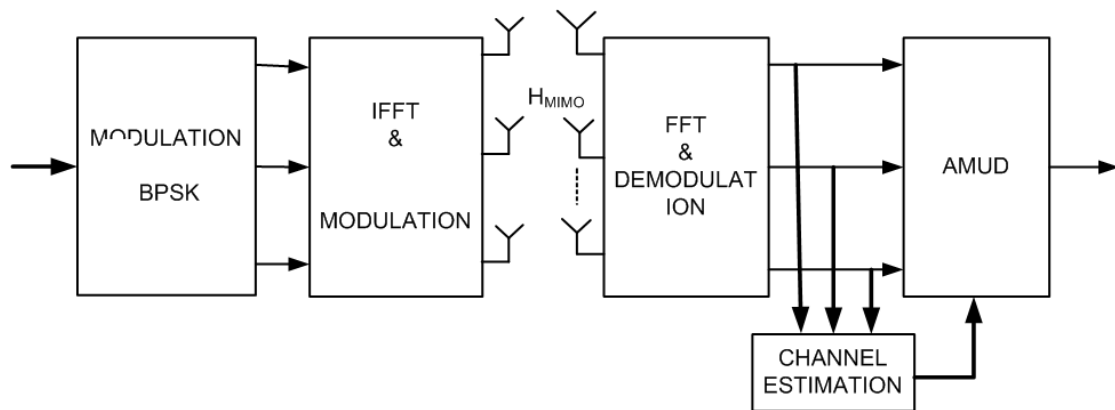 MODULATION
BPSK
IFFT
&
MODULATION
HMIMO
FFT
&
DEMODULAT
ION
AMUD
CHANNEL
ESTIMATION